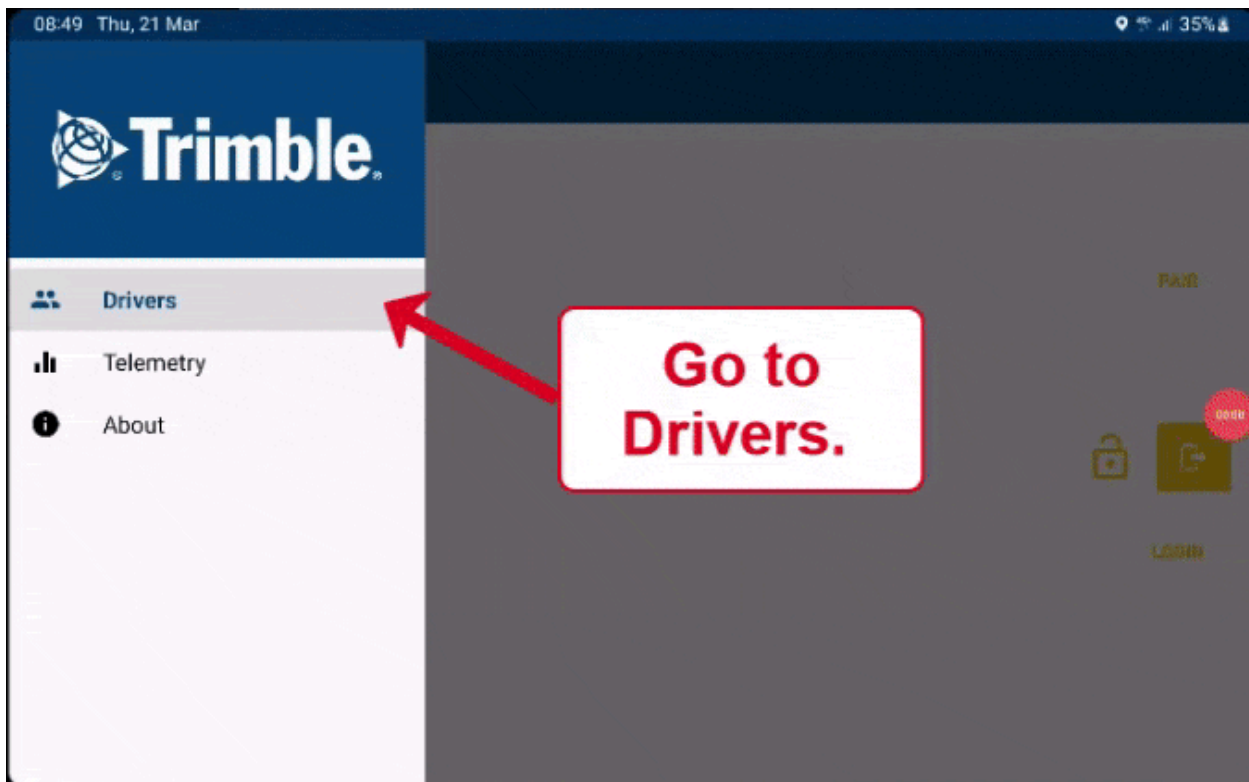 08:49 Thu, 21 Mar
35%
Trimble
Drivers
Telemetry
About
Go to
Drivers.
PAIR
LOGIN